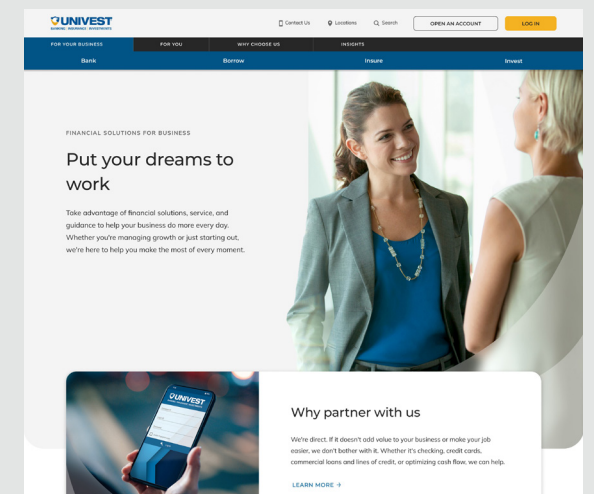 UNIVEST
BANKING · INSURANCE · INVESTMENTS
Contact Us
Locations
Search
OPEN AN ACCOUNT
LOG IN
FOR YOUR BUSINESS
FOR YOU
WHY CHOOSE US
INSIGHTS
Bank
Borrow
Insure
Invest
FINANCIAL SOLUTIONS FOR BUSINESS
Put your dreams to
work
Take advantage of financial solutions, service, and
guidance to help your business do more every day.
Whether you're managing growth or just starting out,
we're here to help you make the most of every moment.
UNIVEST
Why partner with us
We're direct. If it doesn't add value to your business or make your job
easier, we don't bother with it. Whether it's checking, credit cards,
commercial loans and lines of credit, or optimizing cash flow, we can help.
LEARN MORE →